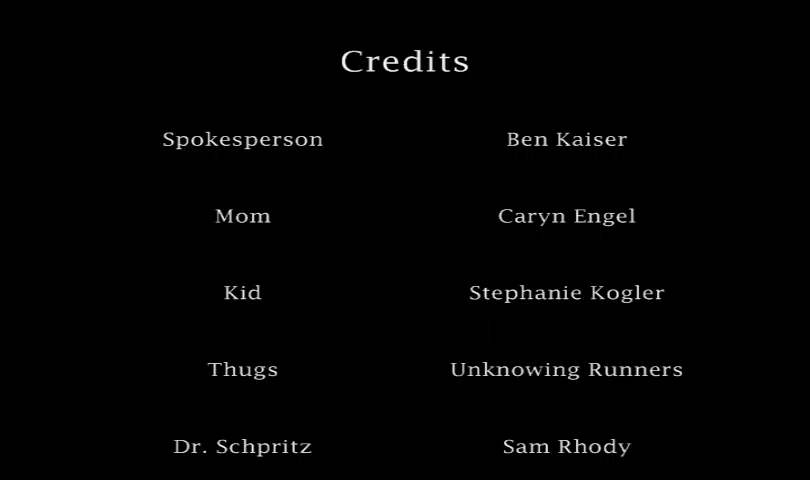 Credits
Spokesperson Ben Kaiser
Mom Caryn Engel
Kid Stephanie Kogler
Thugs Unknowing Runners
Dr. Schpritz Sam Rhody